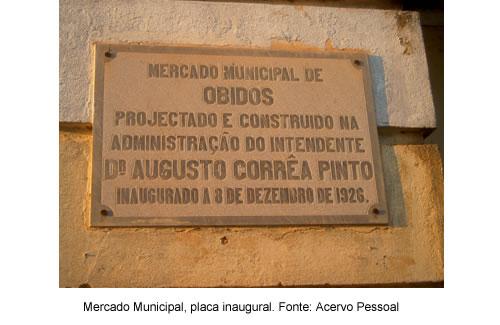 MERCADO MUNICIPAL DE
OBIDOS
PROJECTADO E CONSTRUIDO NA
ADMINISTRAÇÃO DO INTENDENTE
DR AUGUSTO CORRÊA PINTO
INAUGURADO A 8 DE DEZEMBRO DE 1926.
Mercado Municipal, placa inaugural. Fonte: Acervo Pessoal